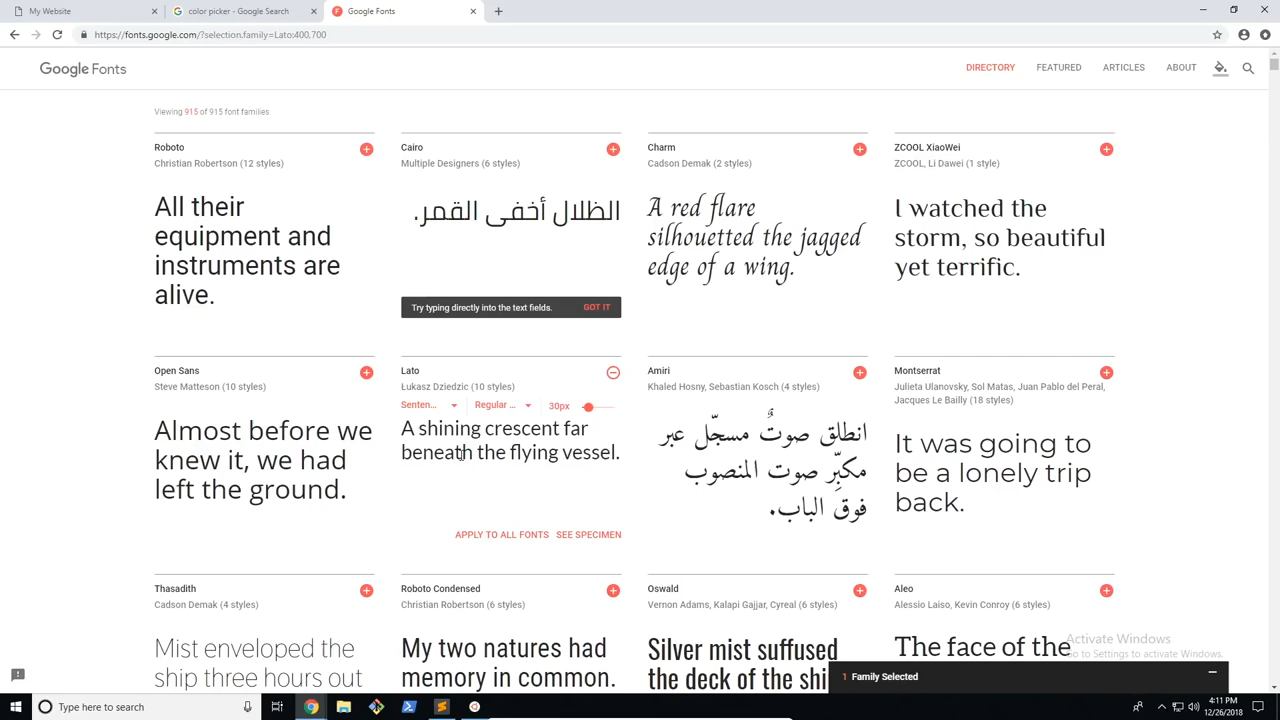 My Website
color picker - Google Search
Google Fonts
https://fonts.google.com/?selection.family=Lato:400,700
Google Fonts
DIRECTORY
FEATURED
ARTICLES
ABOUT
Viewing 915 of 915 font families
Roboto
Christian Robertson (12 styles)
All their
equipment and
instruments are
alive.
Cairo
Multiple Designers (6 styles)
الظلال أخفى القمر.
Try typing directly into the text fields.
GOT IT
Charm
Cadson Demak (2 styles)
A red flare
silhouetted the jagged
edge of a wing.
ZCOOL XiaoWei
ZCOOL, Li Dawei (1 style)
I watched the
storm, so beautiful
yet terrific.
Open Sans
Steve Matteson (10 styles)
Almost before we
knew it, we had
left the ground.
Lato
Łukasz Dziedzic (10 styles)
Senten...
Regular ...
30px
A shining crescent far
beneath the flying vessel.
APPLY TO ALL FONTS
SEE SPECIMEN
Amiri
Khaled Hosny, Sebastian Kosch (4 styles)
انطلق صوتٌ مسجّل عبر
مكبِّر صوت المنصوب
فوق الباب.
Montserrat
Julieta Ulanovsky, Sol Matas, Juan Pablo del Peral,
Jacques Le Bailly (18 styles)
It was going to
be a lonely trip
back.
Thasadith
Cadson Demak (4 styles)
Mist enveloped the
ship three hours out
Roboto Condensed
Christian Robertson (6 styles)
My two natures had
memory in common.
Oswald
Vernon Adams, Kalapi Gajjar, Cyreal (6 styles)
Silver mist suffused
the deck of the ship
Aleo
Alessio Laiso, Kevin Conroy (6 styles)
The face of the
Activate Windows
Go to Settings to activate Windows.
1 Family Selected
Type here to search
4:11 PM
12/26/2018